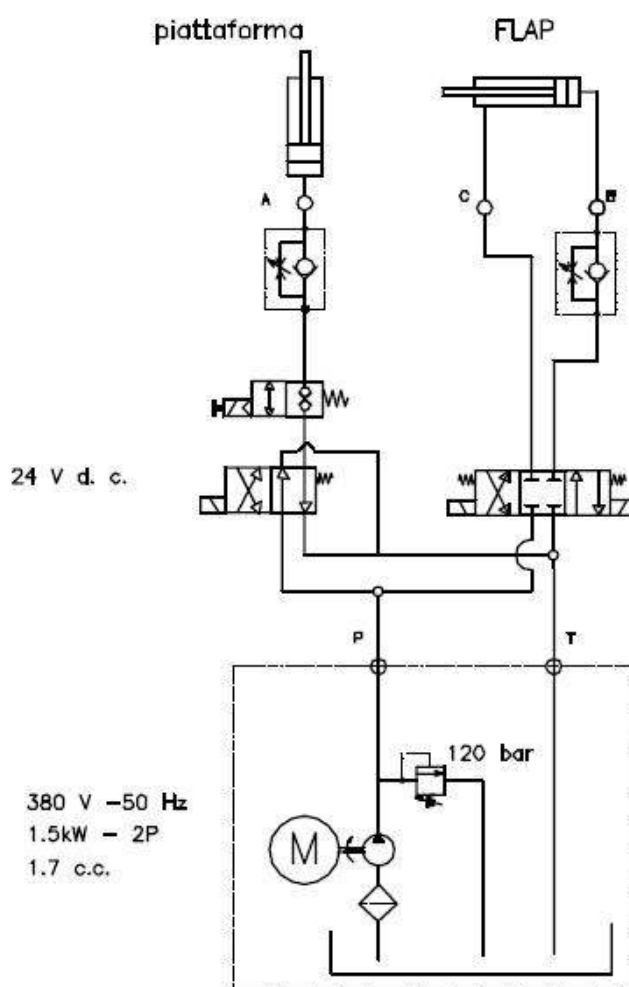 piattaforma
FLAP
A
C
B
24 V d. c.
P
T
120 bar
380 V -50 Hz
1.5kW - 2P
M
1.7 c.c.